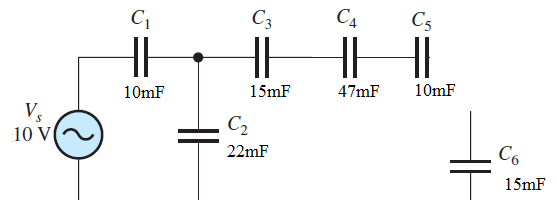 C1 C3 C4 C5
10mF 15mF 47mF 10mF
Vs
10 V
C2
22mF
C6
15mF